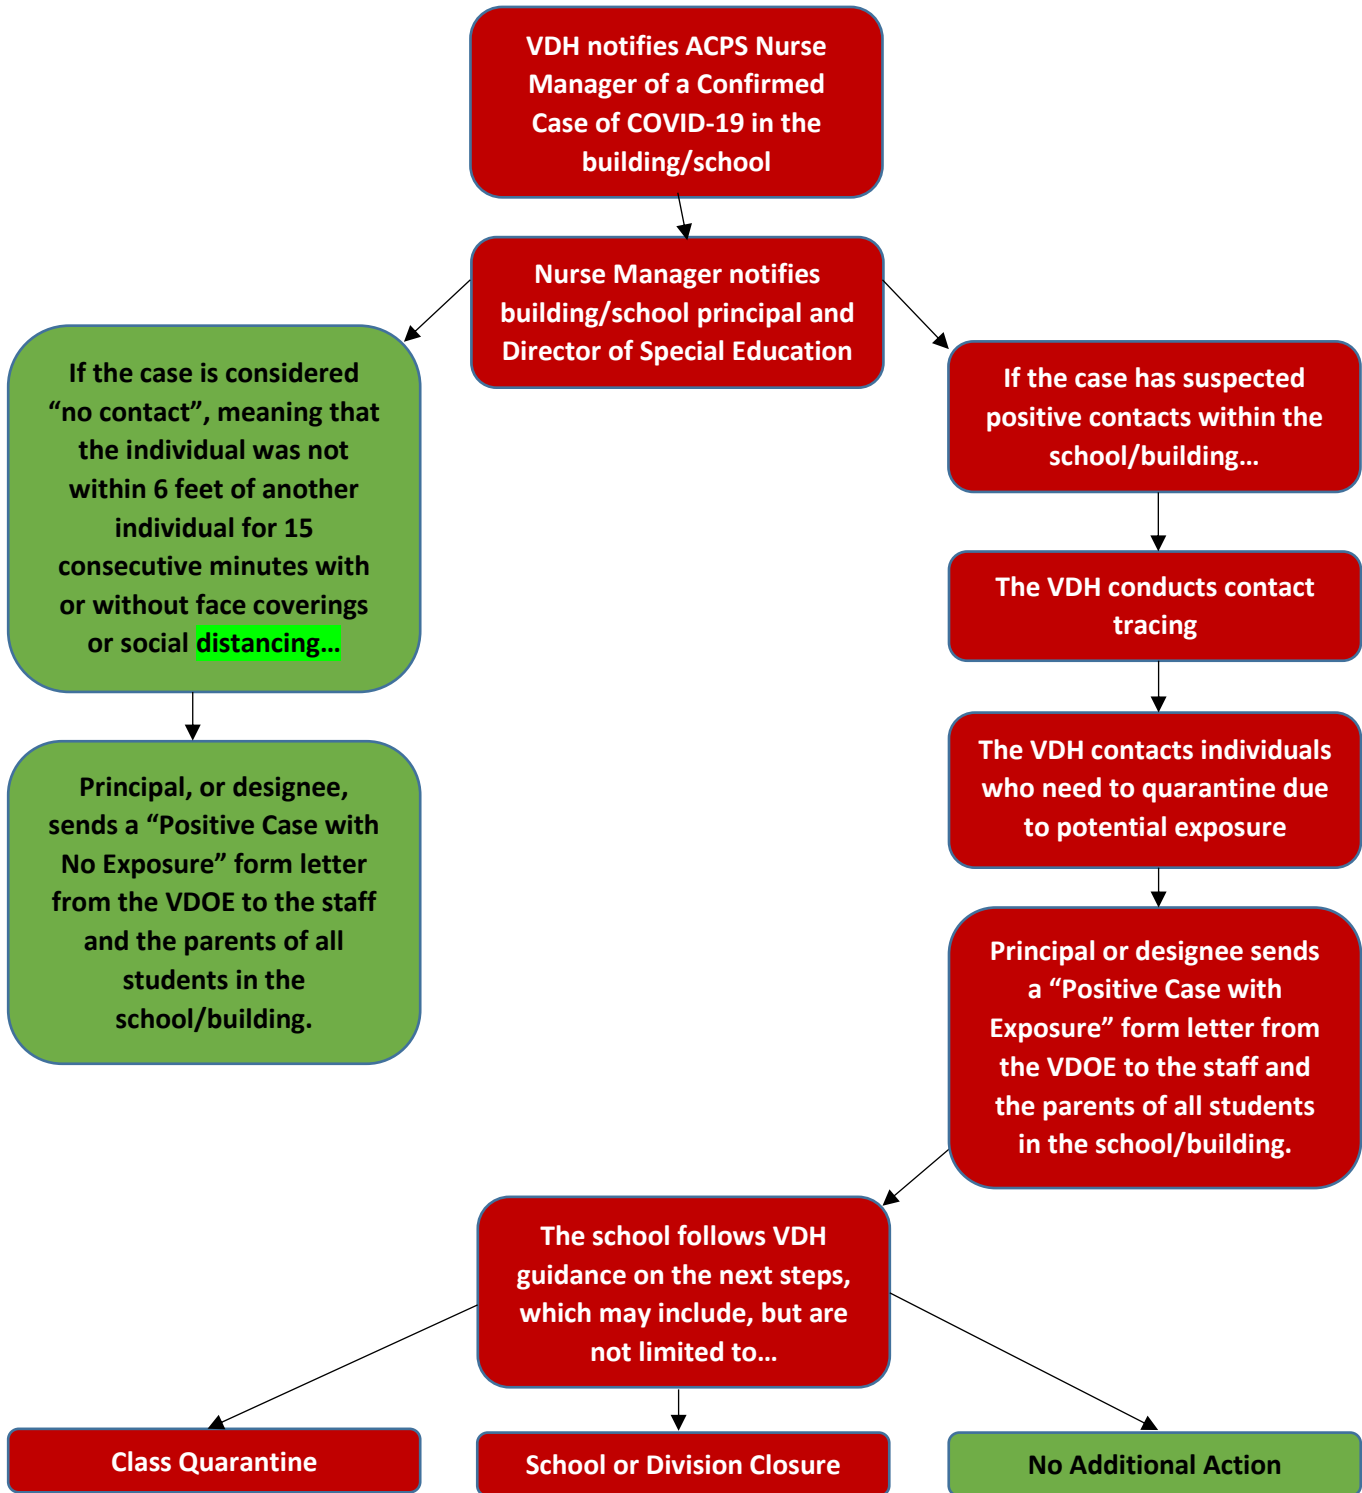 VDH notifies ACPS Nurse
Manager of a Confirmed
Case of COVID-19 in the
building/school
Nurse Manager notifies
building/school principal and
Director of Special Education
If the case is considered
“no contact”, meaning that
the individual was not
within 6 feet of another
individual for 15
consecutive minutes with
or without face coverings
or social distancing…
Principal, or designee,
sends a “Positive Case with
No Exposure” form letter
from the VDOE to the staff
and the parents of all
students in the
school/building.
If the case has suspected
positive contacts within the
school/building…
The VDH conducts contact
tracing
The VDH contacts individuals
who need to quarantine due
to potential exposure
Principal or designee sends
a “Positive Case with
Exposure” form letter from
the VDOE to the staff and
the parents of all students
in the school/building.
The school follows VDH
guidance on the next steps,
which may include, but are
not limited to…
Class Quarantine
School or Division Closure
No Additional Action